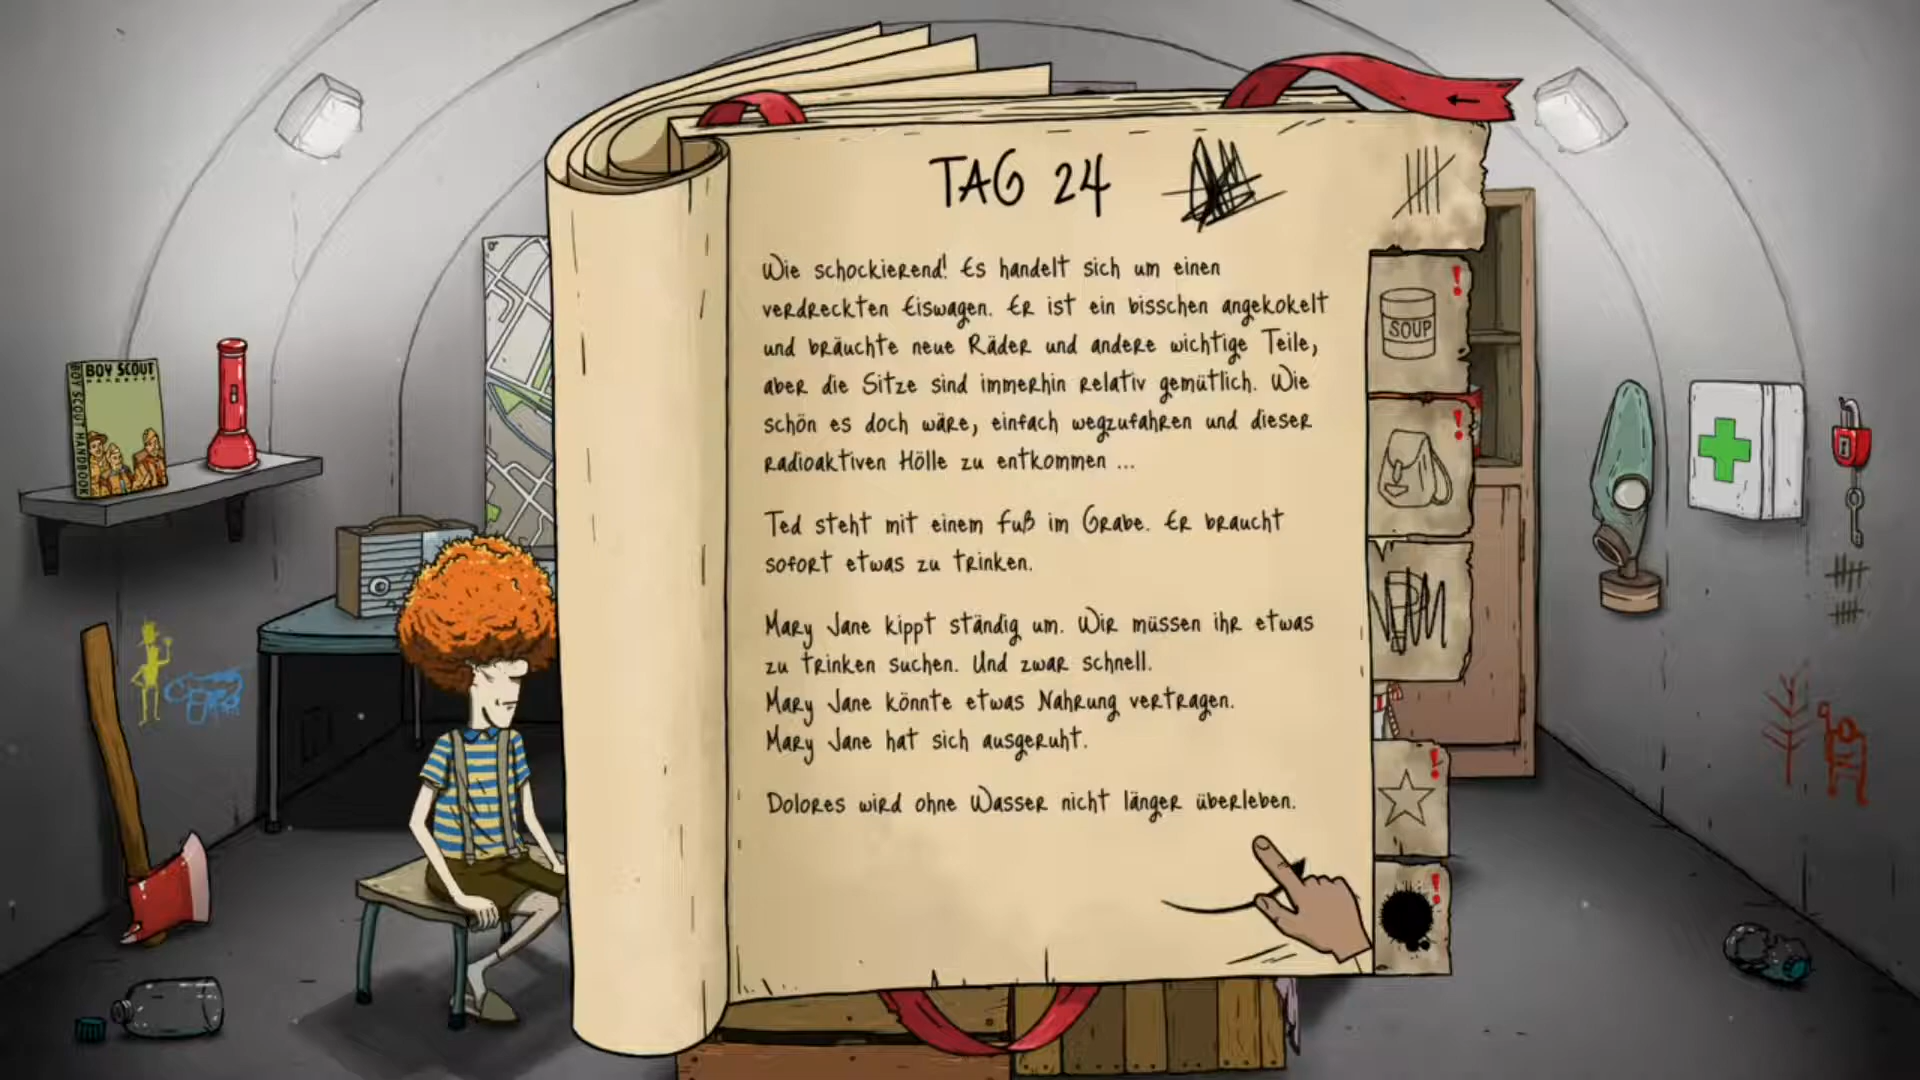 TAG 24
Wie schockierend! Es handelt sich um einen
verdreckten Eiswagen. Er ist ein bisschen angekokelt
und bräuchte neue Räder und andere wichtige Teile,
aber die Sitze sind immerhin relativ gemütlich. Wie
schön es doch wäre, einfach wegzufahren und dieser
radioaktiven Hölle zu entkommen ...
Ted steht mit einem Fuß im Grabe. Er braucht
sofort etwas zu trinken.
Mary Jane kippt ständig um. Wir müssen ihr etwas
zu trinken suchen. Und zwar schnell.
Mary Jane könnte etwas Nahrung vertragen.
Mary Jane hat sich ausgeruht.
Dolores wird ohne Wasser nicht länger überleben.
SOUP
BOY SCOUT
HANDBOOK
BOY SCOUT HANDBOOK